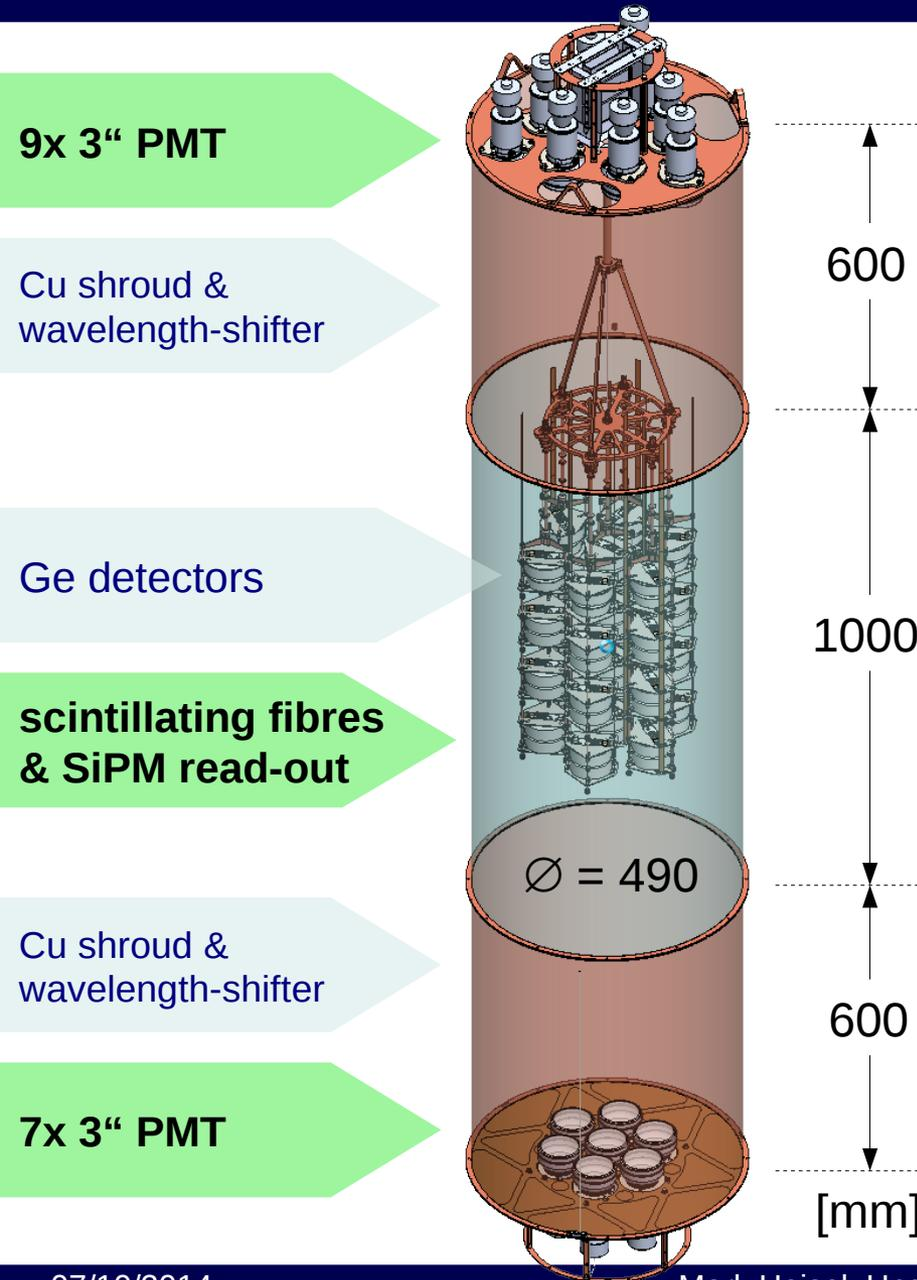 9x 3“ PMT
600
Cu shroud &
wavelength-shifter
Ge detectors
1000
scintillating fibres
& SiPM read-out
∅ = 490
Cu shroud &
wavelength-shifter
600
7x 3“ PMT
[mm]